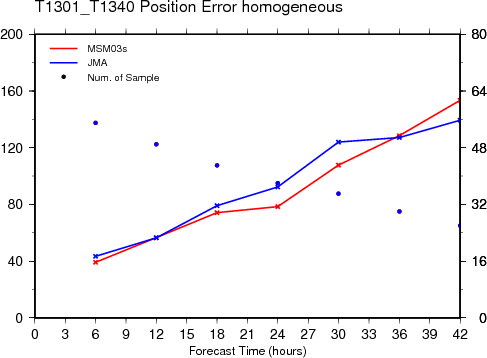 T1301_T1340 Position Error homogeneous
200 80
MSM03s
JMA
Num. of Sample
160 64
120 48
80 32
40 16
0 0
0 3 6 9 12 15 18 21 24 27 30 33 36 39 42
Forecast Time (hours)